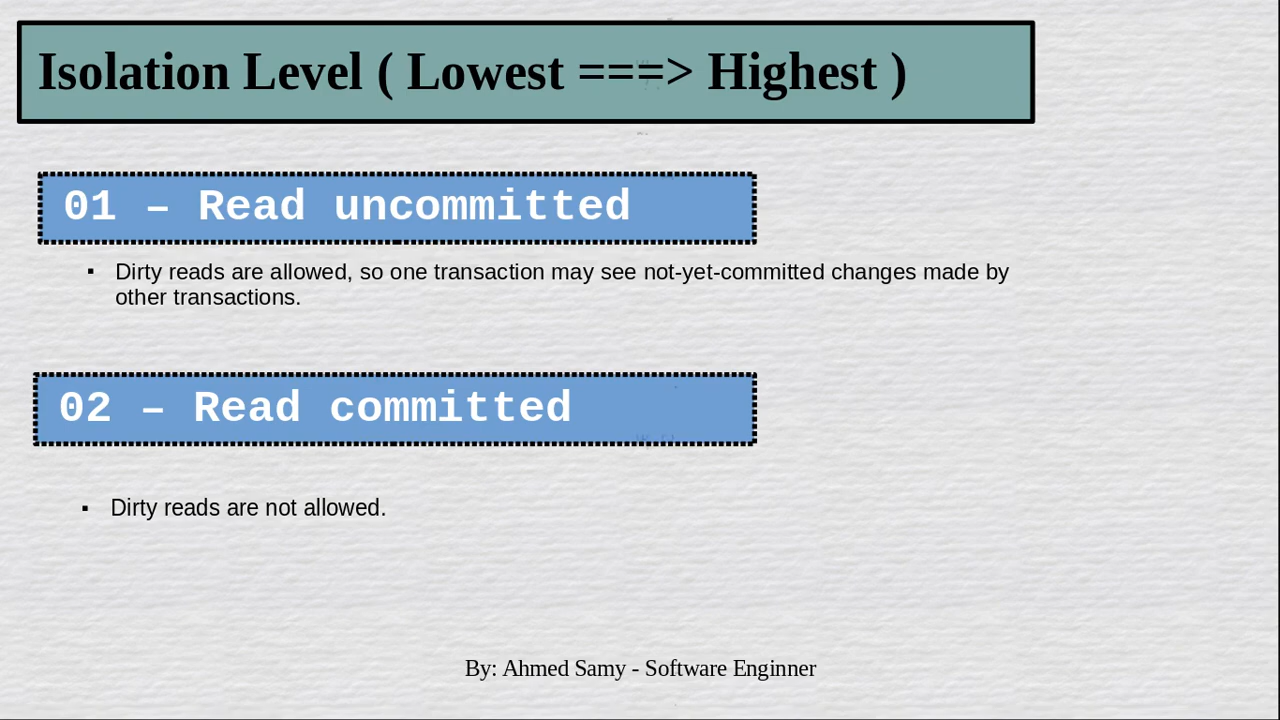 Isolation Level ( Lowest ===> Highest )
01 – Read uncommitted
▪ Dirty reads are allowed, so one transaction may see not-yet-committed changes made by
other transactions.
02 – Read committed
▪ Dirty reads are not allowed.
By: Ahmed Samy - Software Enginner